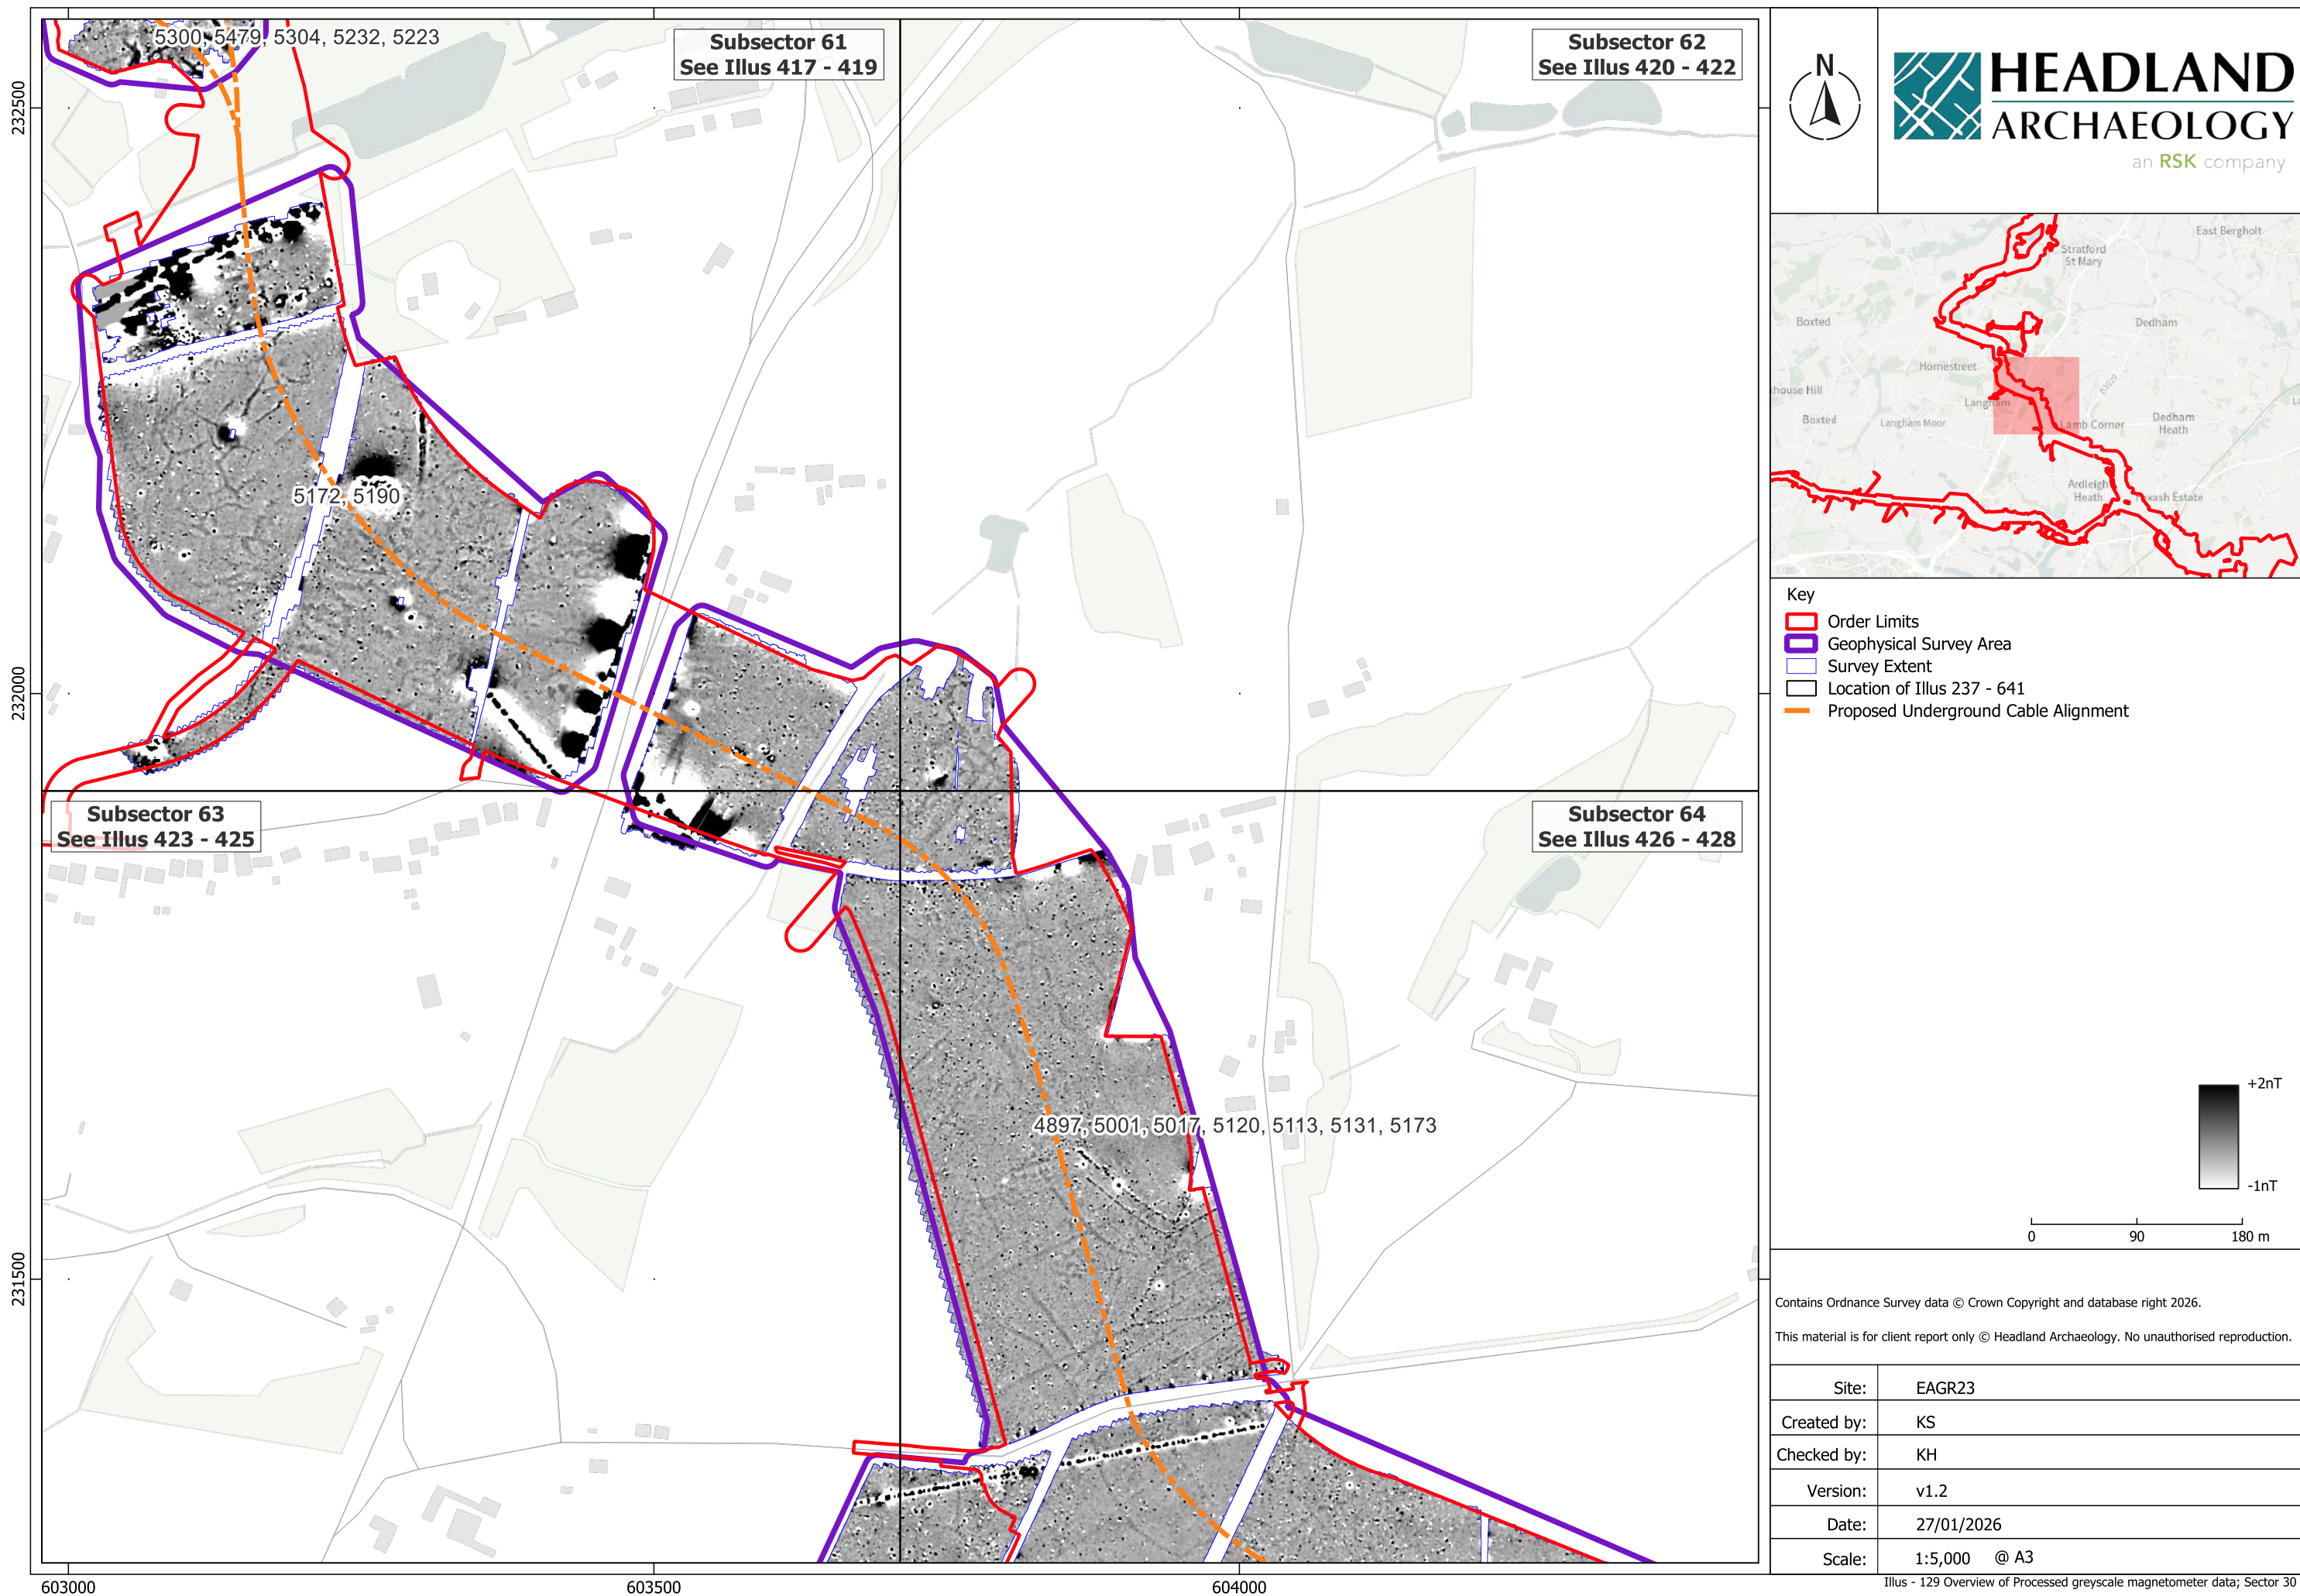 5300, 5479, 5304, 5232, 5223
Subsector 61
See Illus 417 - 419
Subsector 62
See Illus 420 - 422
232500
5172, 5190
232000
Subsector 63
See Illus 423 - 425
Subsector 64
See Illus 426 - 428
4897, 5001, 5017, 5120, 5113, 5131, 5173
231500
603000
603500
604000
N
HEADLAND
ARCHAEOLOGY
an RSK company
East Bergholt
Stratford
St Mary
Boxted
Dedham
Hornestreet
B1029
house Hill
Langham
Boxted
Langham Moor
Lamb Corner
Dedham
Heath
Ardleigh
Heath
oxash Estate
Key
Order Limits
Geophysical Survey Area
Survey Extent
Location of Illus 237 - 641
Proposed Underground Cable Alignment
+2nT
-1nT
0 90 180 m
Contains Ordnance Survey data © Crown Copyright and database right 2026.
This material is for client report only © Headland Archaeology. No unauthorised reproduction.
Site: EAGR23
Created by: KS
Checked by: KH
Version: v1.2
Date: 27/01/2026
Scale: 1:5,000 @ A3
Illus - 129 Overview of Processed greyscale magnetometer data; Sector 30